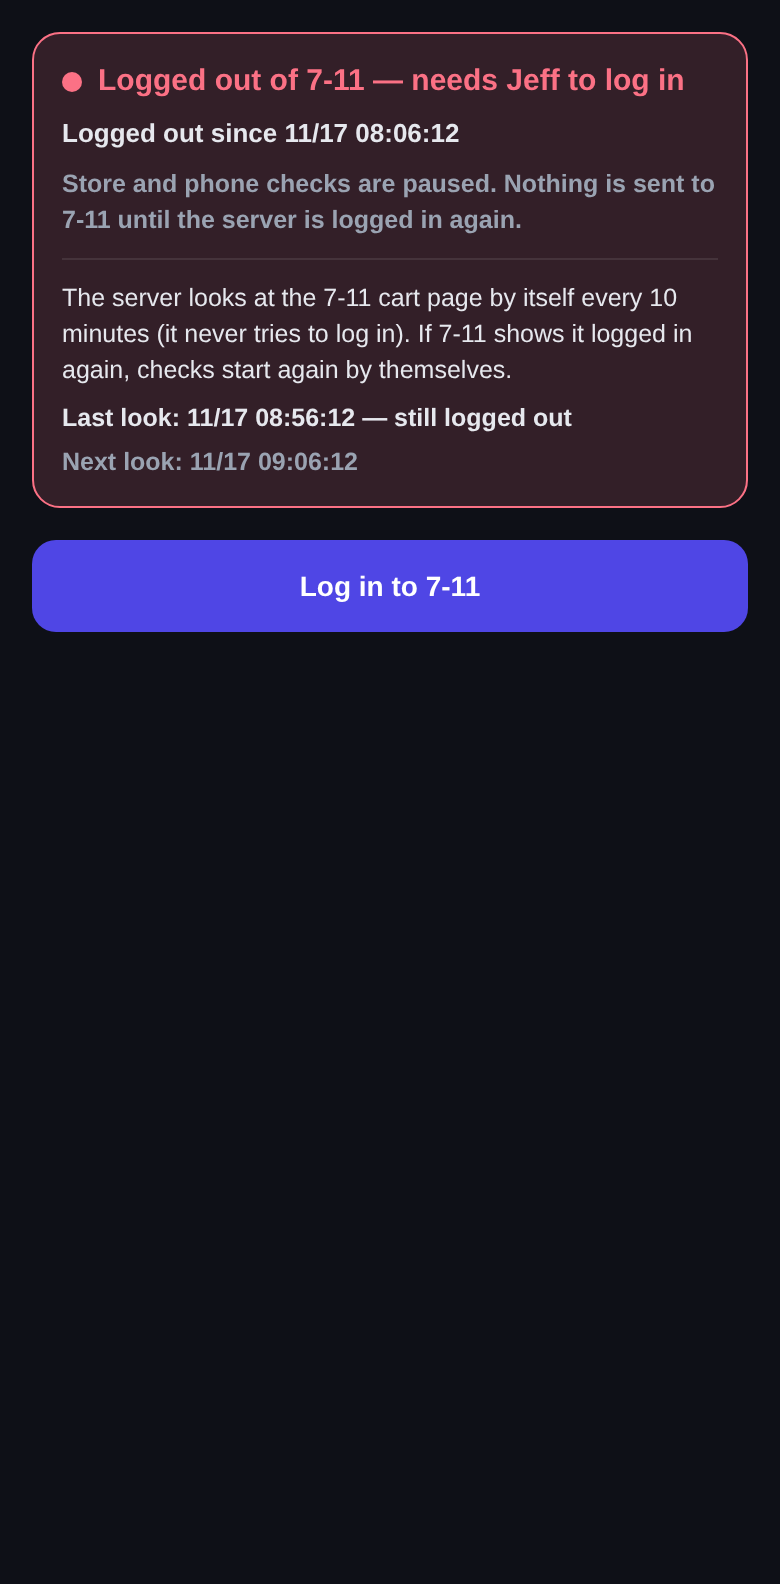 Logged out of 7-11 — needs Jeff to log in
Logged out since 11/17 08:06:12
Store and phone checks are paused. Nothing is sent to
7-11 until the server is logged in again.
The server looks at the 7-11 cart page by itself every 10
minutes (it never tries to log in). If 7-11 shows it logged in
again, checks start again by themselves.
Last look: 11/17 08:56:12 — still logged out
Next look: 11/17 09:06:12
Log in to 7-11